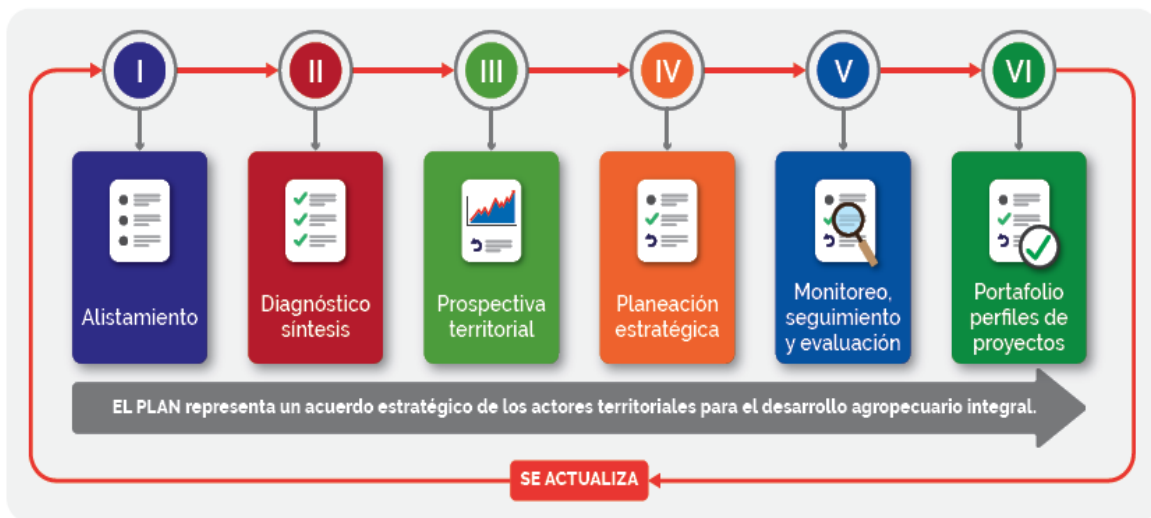 I
II
III
IV
V
VI
Alistamiento
Diagnóstico
síntesis
Prospectiva
territorial
Planeación
estratégica
Monitoreo,
seguimiento
y evaluación
Portafolio
perfiles de
proyectos
EL PLAN representa un acuerdo estratégico de los actores territoriales para el desarrollo agropecuario integral.
SE ACTUALIZA